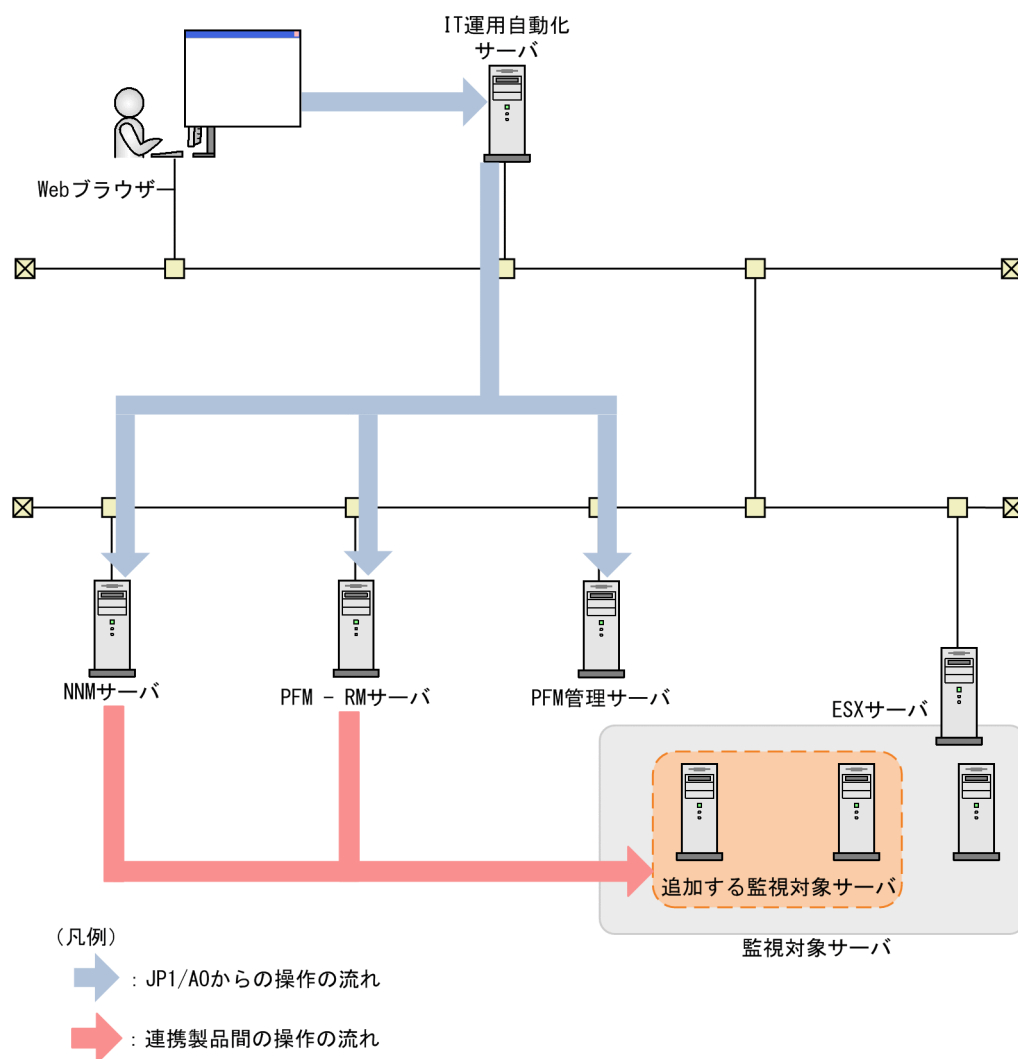 IT運用自動化
サーバ
Webブラウザー
NNMサーバ
PFM - RMサーバ
PFM管理サーバ
ESXサーバ
追加する監視対象サーバ
監視対象サーバ
(凡例)
：JP1/AOからの操作の流れ
：連携製品間の操作の流れ